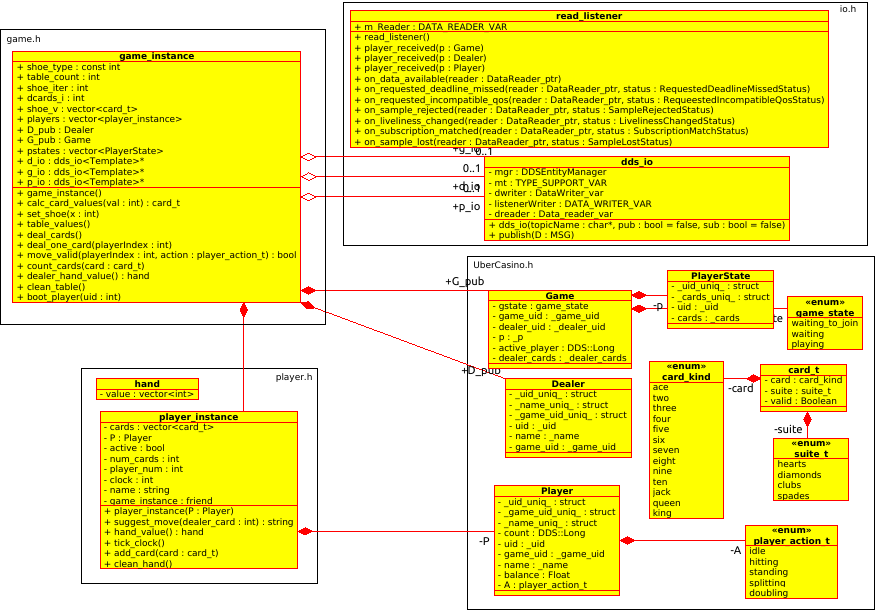 game.h
game_instance
+ shoe_type : const int
+ table_count : int
+ shoe_iter : int
+ dcards_i : int
+ shoe_v : vector<card_t>
+ players : vector<player_instance>
+ D_pub : Dealer
+ G_pub : Game
+ pstates : vector<PlayerState>
+ d_io : dds_io<Template>*
+ g_io : dds_io<Template>*
+ p_io : dds_io<Template>*
+ game_instance()
+ calc_card_values(val : int) : card_t
+ set_shoe(x : int)
+ table_values()
+ deal_cards()
+ deal_one_card(playerIndex : int)
+ move_valid(playerIndex : int, action : player_action_t) : bool
+ count_cards(card : card_t)
+ dealer_hand_value() : hand
+ clean_table()
+ boot_player(uid : int)
io.h
read_listener
+ m_Reader : DATA_READER_VAR
+ read_listener()
+ player_received(p : Game)
+ player_received(p : Dealer)
+ player_received(p : Player)
+ on_data_available(reader : DataReader_ptr)
+ on_requested_deadline_missed(reader : DataReader_ptr, status : RequestedDeadlineMissedStatus)
+ on_requested_incompatible_qos(reader : DataReader_ptr, status : RequeestedIncompatibleQosStatus)
+ on_sample_rejected(reader : DataReader_ptr, status : SampleRejectedStatus)
+ on_liveliness_changed(reader : DataReader_ptr, status : LivelinessChangedStatus)
+ on_subscription_matched(reader : DataReader_ptr, status : SubscriptionMatchStatus)
+ on_sample_lost(reader : DataReader_ptr, status : SampleLostStatus)
+g_io
0..1
0..1
+d_io
0..1
+p_io
dds_io
- mgr : DDSEntityManager
- mt : TYPE_SUPPORT_VAR
- dwriter : DataWriter_var
- listenerWriter : DATA_WRITER_VAR
- dreader : Data_reader_var
+ dds_io(topicName : char*, pub : bool = false, sub : bool = false)
+ publish(D : MSG)
UberCasino.h
+G_pub
Game
- gstate : game_state
- game_uid : _game_uid
- dealer_uid : _dealer_uid
- p : _p
- active_player : DDS::Long
- dealer_cards : _dealer_cards
-p
PlayerState
- _uid_uniq_ : struct
- _cards_uniq_ : struct
- uid : _uid
- cards : _cards
te
«enum»
game_state
waiting_to_join
waiting
playing
+D_pub
Dealer
- _uid_uniq_ : struct
- _name_uniq_ : struct
- _game_uid_uniq_ : struct
- uid : _uid
- name : _name
- game_uid : _game_uid
«enum»
card_kind
ace
two
three
four
five
six
seven
eight
nine
ten
jack
queen
king
-card
card_t
- card : card_kind
- suite : suite_t
- valid : Boolean
-suite
«enum»
suite_t
hearts
diamonds
clubs
spades
player.h
hand
- value : vector<int>
player_instance
- cards : vector<card_t>
- P : Player
- active : bool
- num_cards : int
- player_num : int
- clock : int
- name : string
- game_instance : friend
+ player_instance(P : Player)
+ suggest_move(dealer_card : int) : string
+ hand_value() : hand
+ tick_clock()
+ add_card(card : card_t)
+ clean_hand()
-P
Player
- _uid_uniq_ : struct
- _game_uid_uniq_ : struct
- _name_uniq_ : struct
- count : DDS::Long
- uid : _uid
- game_uid : _game_uid
- name : _name
- balance : Float
- A : player_action_t
-A
«enum»
player_action_t
idle
hitting
standing
splitting
doubling